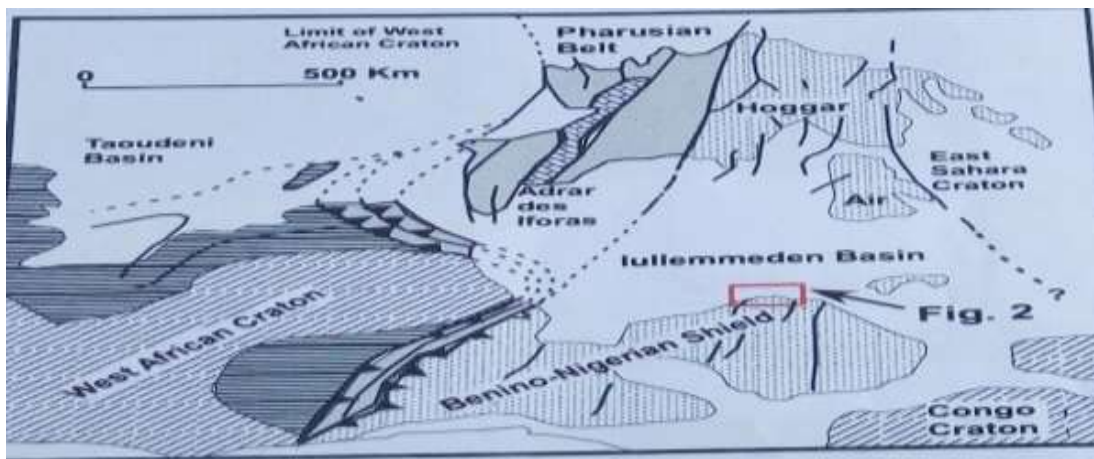 Limit of West
African Craton
Pharusian
Belt
0
500 Km
Hoggar
Taoudeni
Basin
East
Sahara
Craton
Adrar
des
Iforas
Air
Iullemmeden Basin
?
Fig. 2
West African Craton
Benino-Nigerian Shield
Congo
Craton